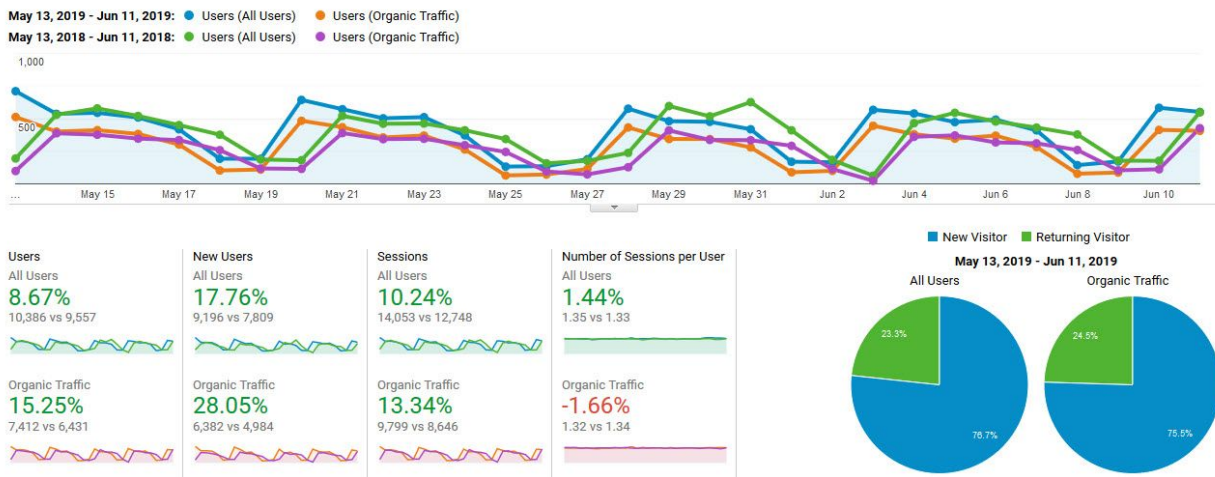 May 13, 2019 - Jun 11, 2019: Users (All Users) Users (Organic Traffic)
May 13, 2018 - Jun 11, 2018: Users (All Users) Users (Organic Traffic)
1,000
500
... May 15 May 17 May 19 May 21 May 23 May 25 May 27 May 29 May 31 Jun 2 Jun 4 Jun 6 Jun 8 Jun 10
Users
All Users
8.67%
10,386 vs 9,557
Organic Traffic
15.25%
7,412 vs 6,431
New Users
All Users
17.76%
9,196 vs 7,809
Organic Traffic
28.05%
6,382 vs 4,984
Sessions
All Users
10.24%
14,053 vs 12,748
Organic Traffic
13.34%
9,799 vs 8,646
Number of Sessions per User
All Users
1.44%
1.35 vs 1.33
Organic Traffic
-1.66%
1.32 vs 1.34
New Visitor Returning Visitor
May 13, 2019 - Jun 11, 2019
All Users
23.3%
76.7%
Organic Traffic
24.5%
75.5%